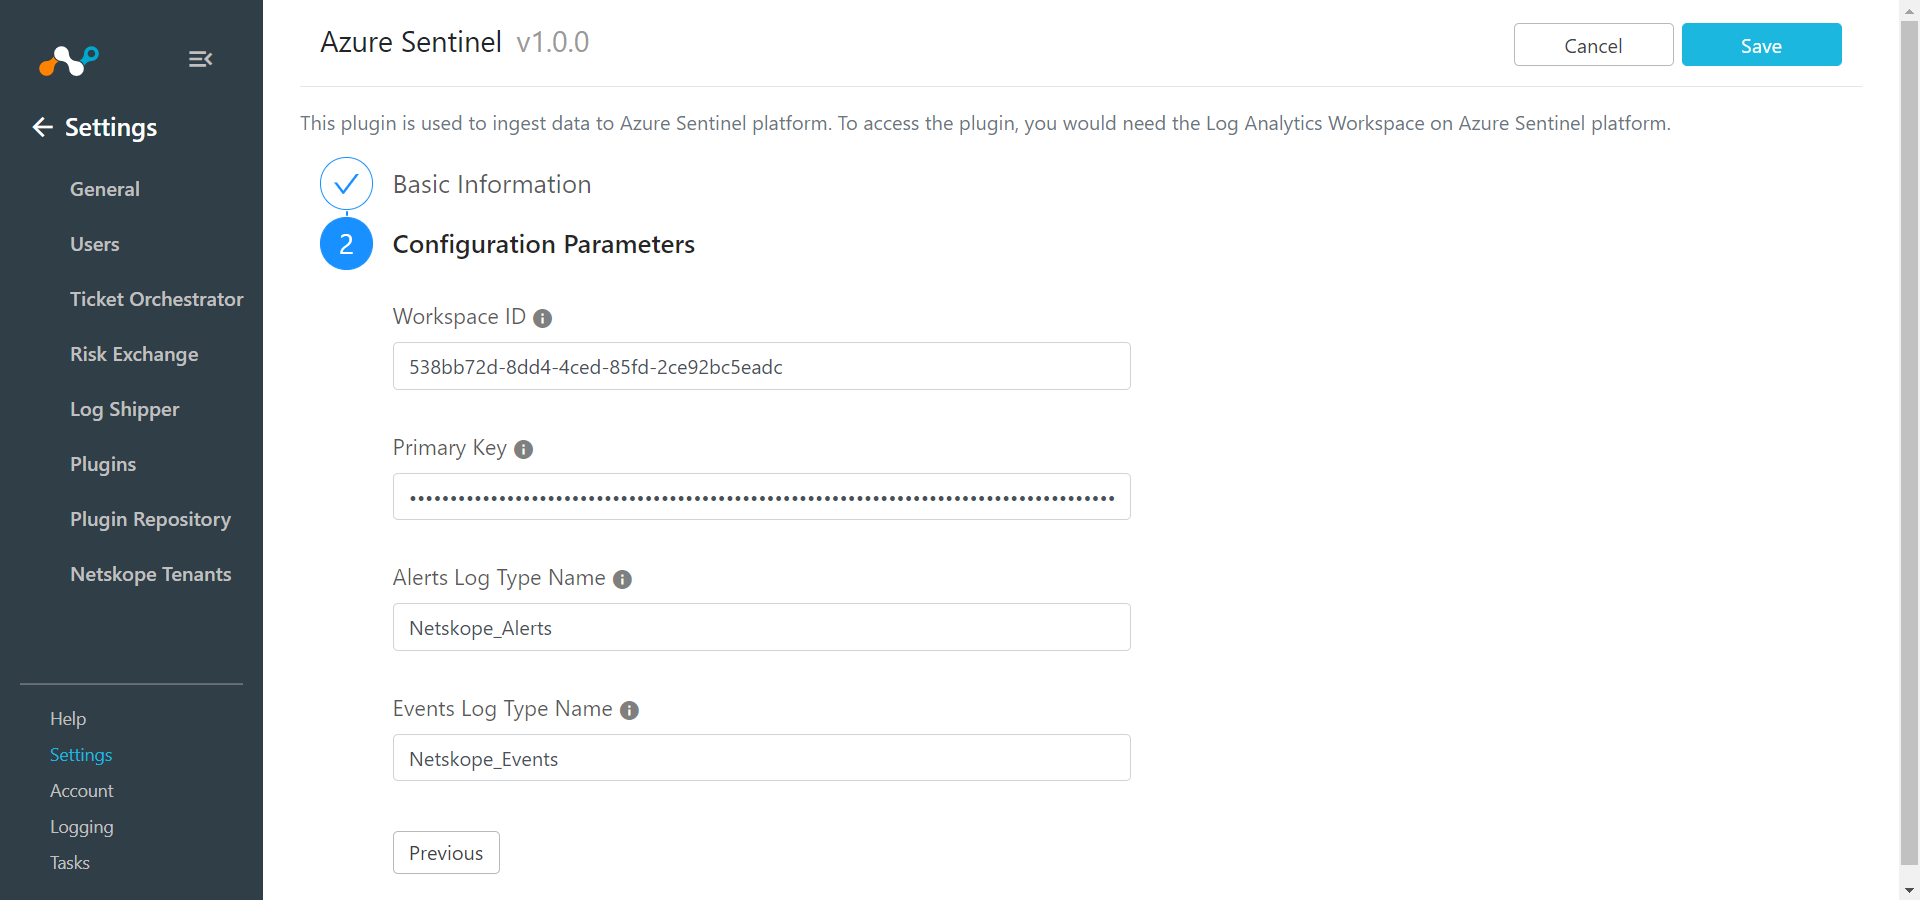 Azure Sentinel v1.0.0
Cancel
Save
Settings
General
Users
Ticket Orchestrator
Risk Exchange
Log Shipper
Plugins
Plugin Repository
Netskope Tenants
Help
Settings
Account
Logging
Tasks
This plugin is used to ingest data to Azure Sentinel platform. To access the plugin, you would need the Log Analytics Workspace on Azure Sentinel platform.
Basic Information
2 Configuration Parameters
Workspace ID
538bb72d-8dd4-4ced-85fd-2ce92bc5eadc
Primary Key
Alerts Log Type Name
Netskope_Alerts
Events Log Type Name
Netskope_Events
Previous